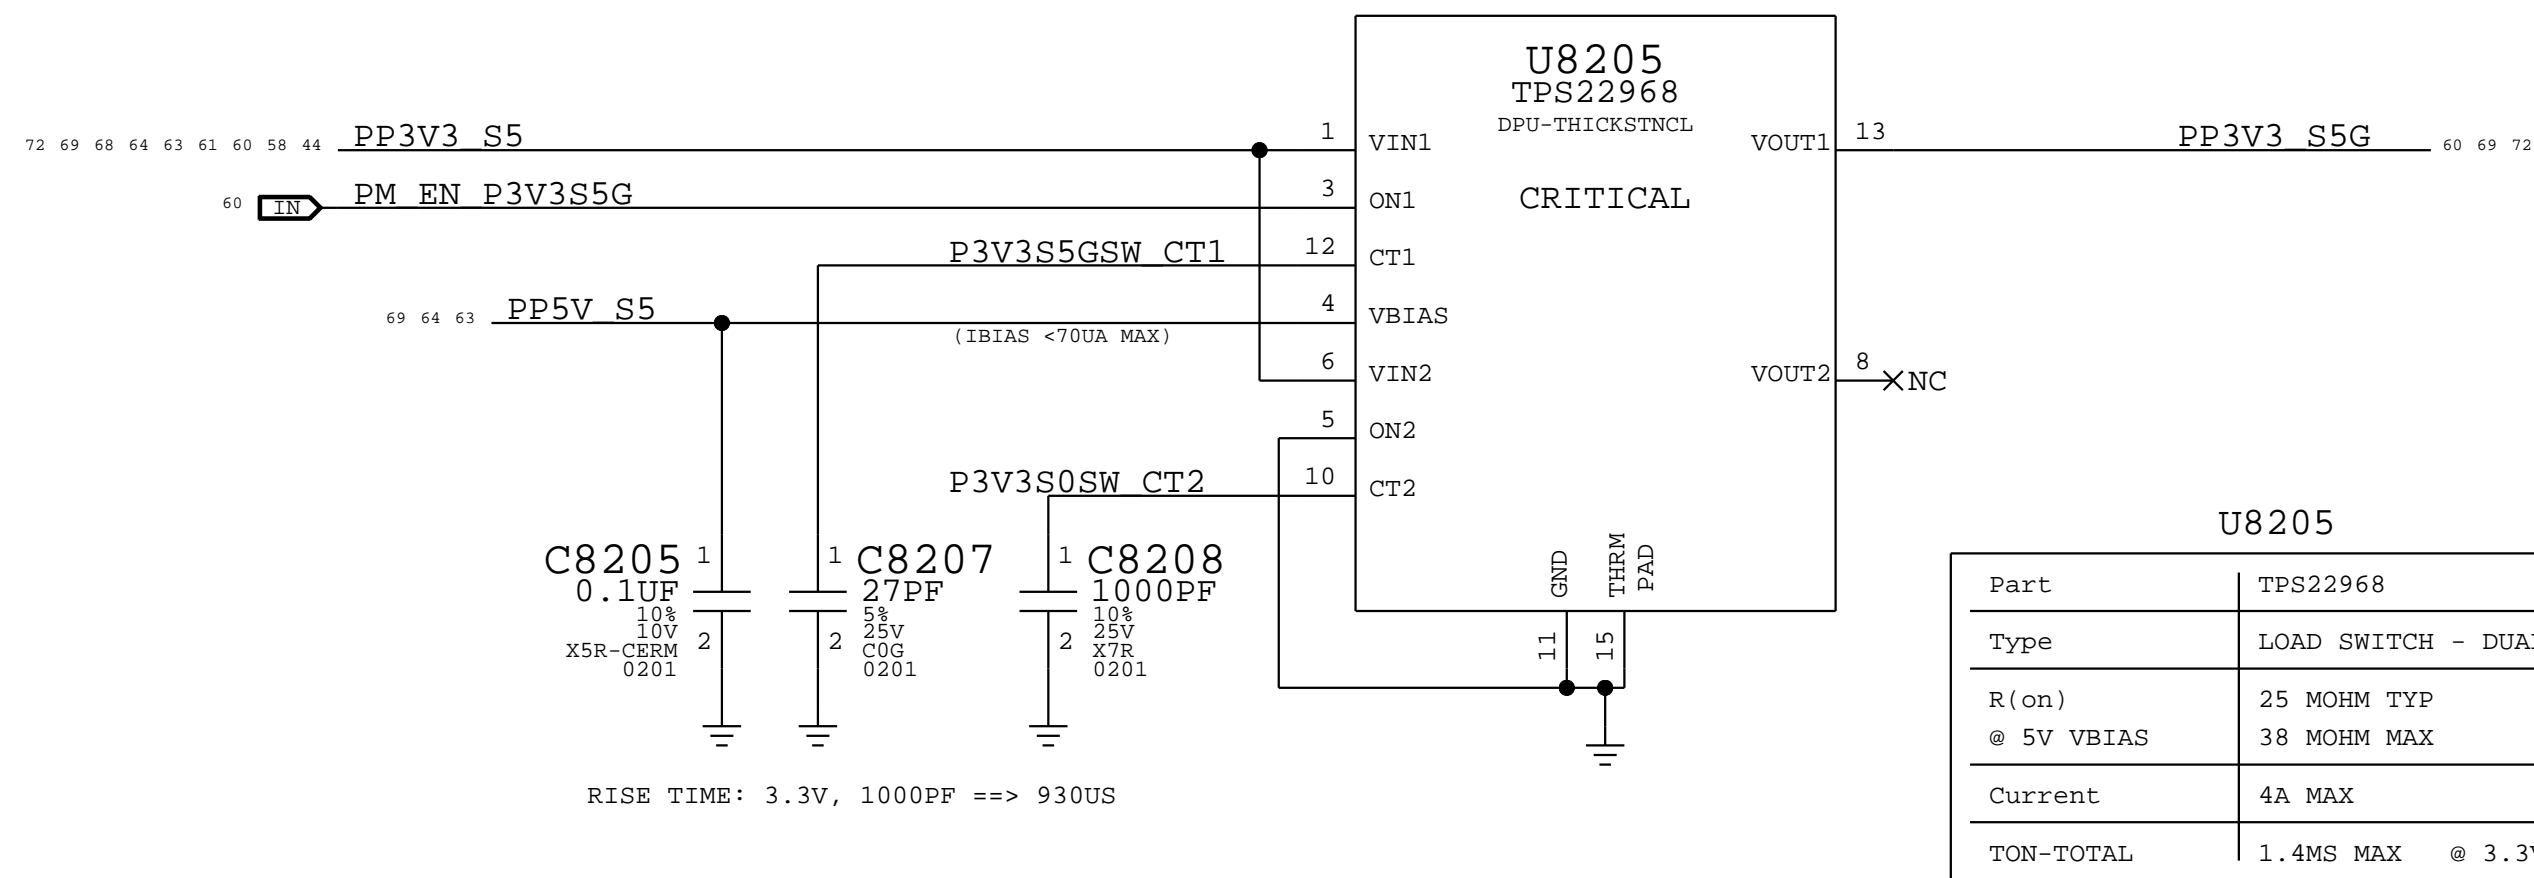 U8205
TPS22968
DPU-THICKSTNCL
CRITICAL
72 69 68 64 63 61 60 58 44 PP3V3_S5 1 VIN1
VOUT1 13 PP3V3_S5G 60 69 72
60 IN PM_EN_P3V3S5G 3 ON1
P3V3S5GSW_CT1 12 CT1
69 64 63 PP5V_S5 4 VBIAS
(IBIAS <70UA MAX)
6 VIN2
VOUT2 8 NC
5 ON2
P3V3S0SW_CT2 10 CT2
GND 11
THRM PAD 15
C8205 1
0.1UF
10%
10V
X5R-CERM
0201
2
1 C8207
27PF
5%
25V
C0G
0201
2
1 C8208
1000PF
10%
25V
X7R
0201
2
RISE TIME: 3.3V, 1000PF ==> 930US
U8205
Part TPS22968
Type LOAD SWITCH - DUAL
R(on) 25 MOHM TYP
@ 5V VBIAS 38 MOHM MAX
Current 4A MAX
TON-TOTAL 1.4MS MAX @ 3.3V